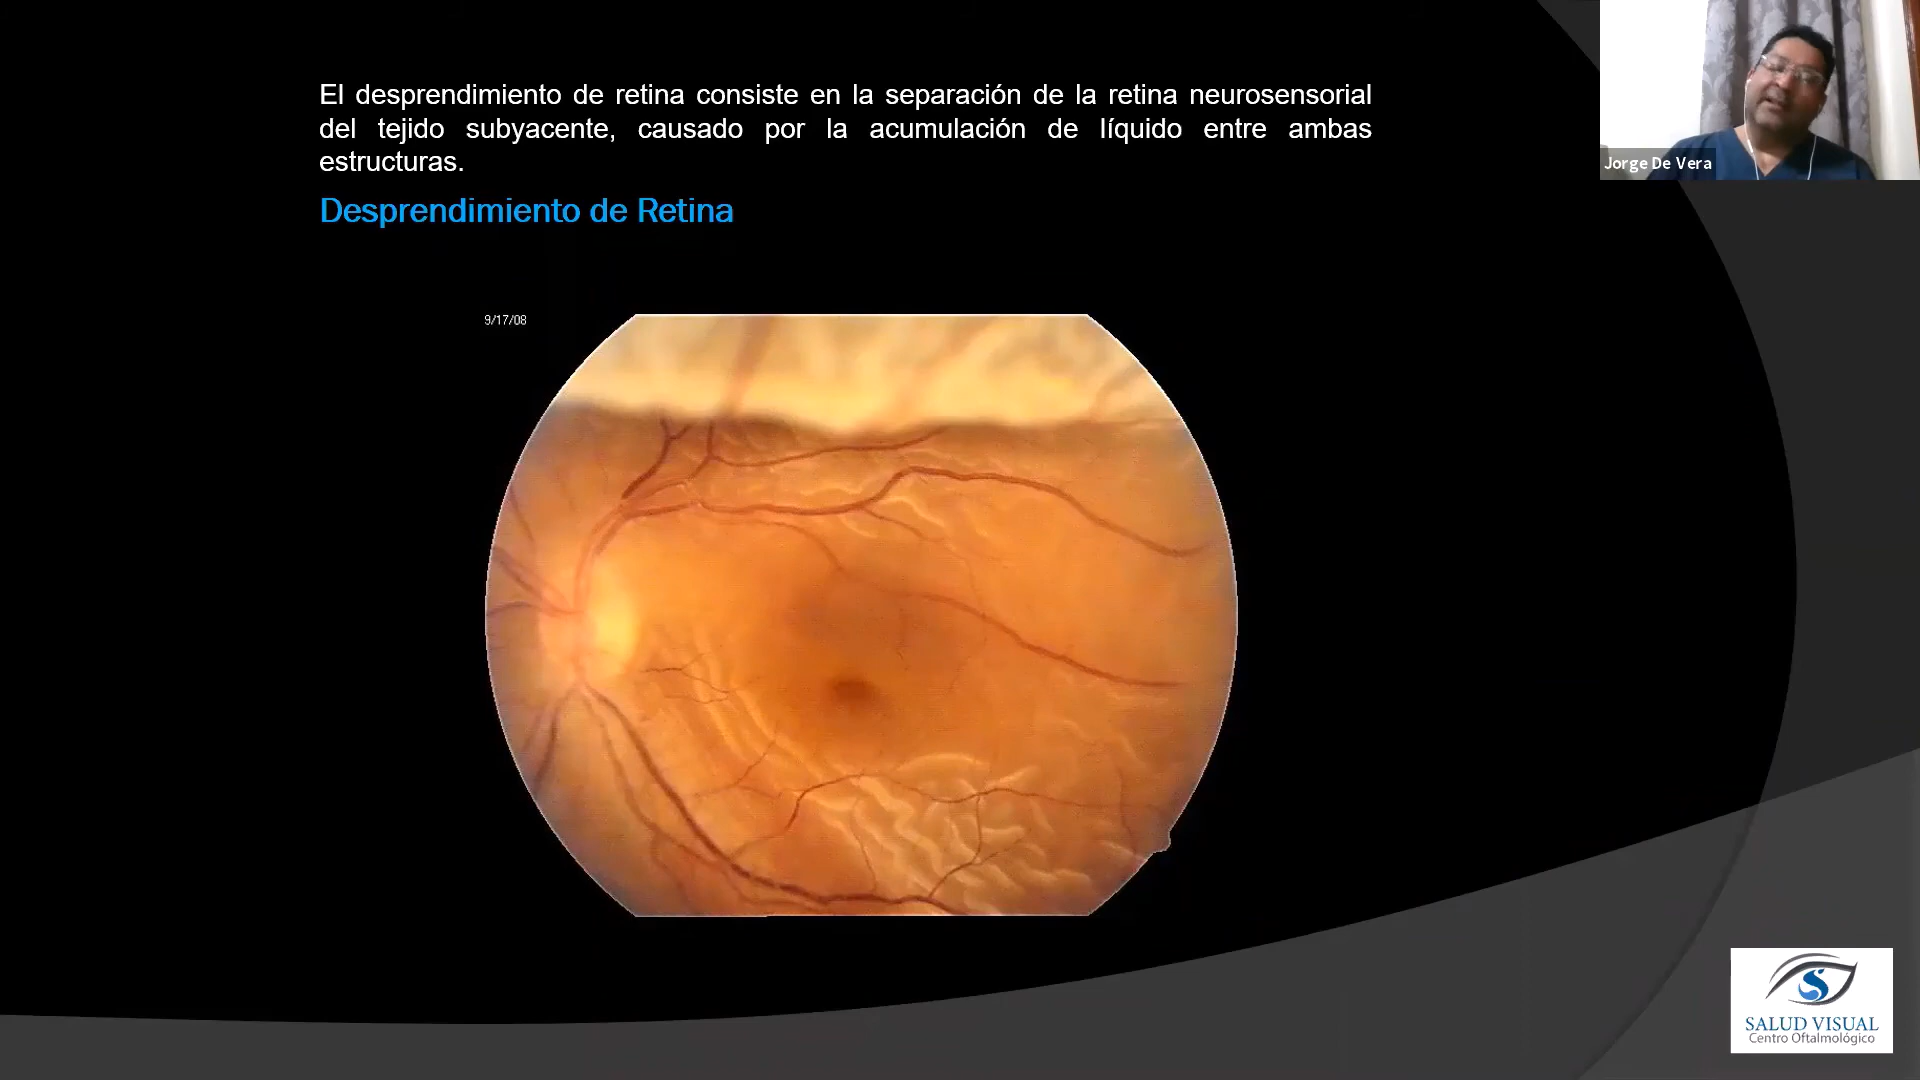 El desprendimiento de retina consiste en la separación de la retina neurosensorial
del tejido subyacente, causado por la acumulación de líquido entre ambas
estructuras.
Desprendimiento de Retina
9/17/08
Jorge De Vera
SALUD VISUAL
Centro Oftalmológico